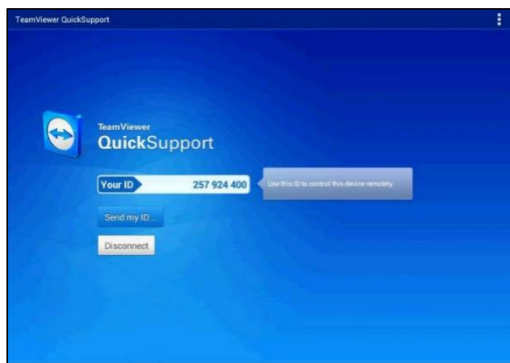 TeamViewer QuickSupport
TeamViewer
QuickSupport
Your ID
257 924 400
Use this ID to control this device remotely.
Send my ID...
Disconnect